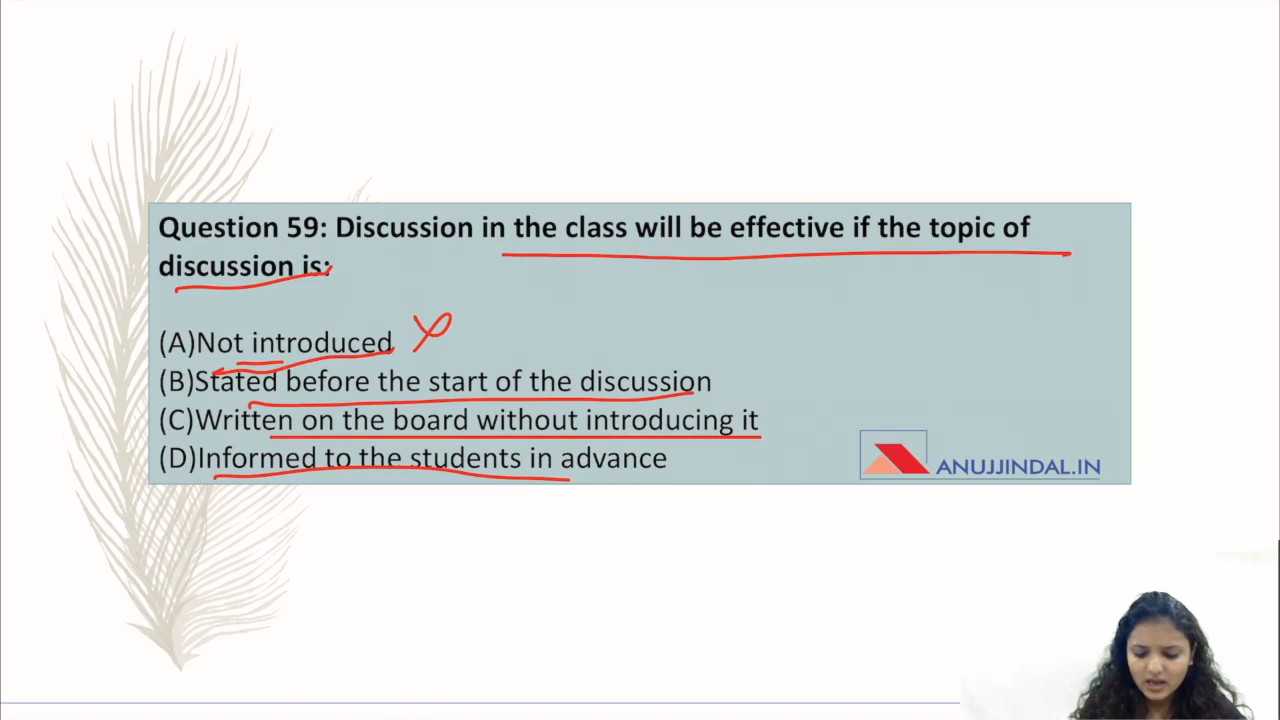 Question 59: Discussion in the class will be effective if the topic of
discussion is:
(A)Not introduced
(B)Stated before the start of the discussion
(C)Written on the board without introducing it
(D)Informed to the students in advance
ANUJJINDAL.IN